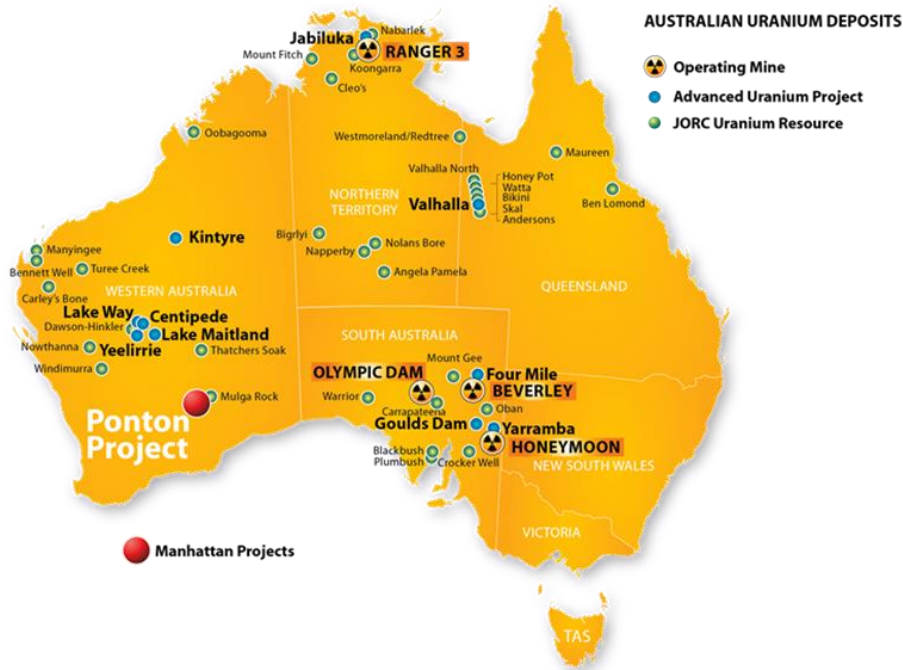 AUSTRALIAN URANIUM DEPOSITS
Operating Mine
Advanced Uranium Project
JORC Uranium Resource
Nabarlek
Jabiluka
RANGER 3
Mount Fitch
Koongarra
Cleo's
Oobagooma
Westmoreland/Redtree
Maureen
Valhalla North
Honey Pot
Watta
Bikini
Skal
Andersons
Ben Lomond
NORTHERN
TERRITORY
Valhalla
Kintyre
Bigrlyi
Nolans Bore
Napperby
Angela Pamela
Manyingee
Bennett Well
Turee Creek
Carley's Bone
WESTERN AUSTRALIA
QUEENSLAND
Lake Way
Centipede
Dawson-Hinkler
Lake Maitland
Nowthanna
Yeelirrie
Thatchers Soak
Windimurra
SOUTH AUSTRALIA
Mount Gee
OLYMPIC DAM
Four Mile
BEVERLEY
Warrior
Carrapateena
Oban
Mulga Rock
Ponton
Project
Goulds Dam
Yarramba
HONEYMOON
Blackbush
Plumbush
Crocker Well
NEW SOUTH WALES
VICTORIA
Manhattan Projects
TAS